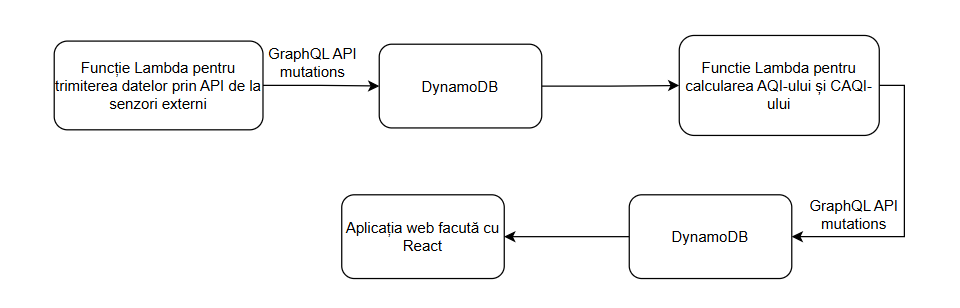 Funcție Lambda pentru
trimiterea datelor prin API de la
senzori externi
GraphQL API
mutations
DynamoDB
Functie Lambda pentru
calcularea AQI-ului și CAQI-
ului
GraphQL API
mutations
DynamoDB
Aplicația web facută cu
React